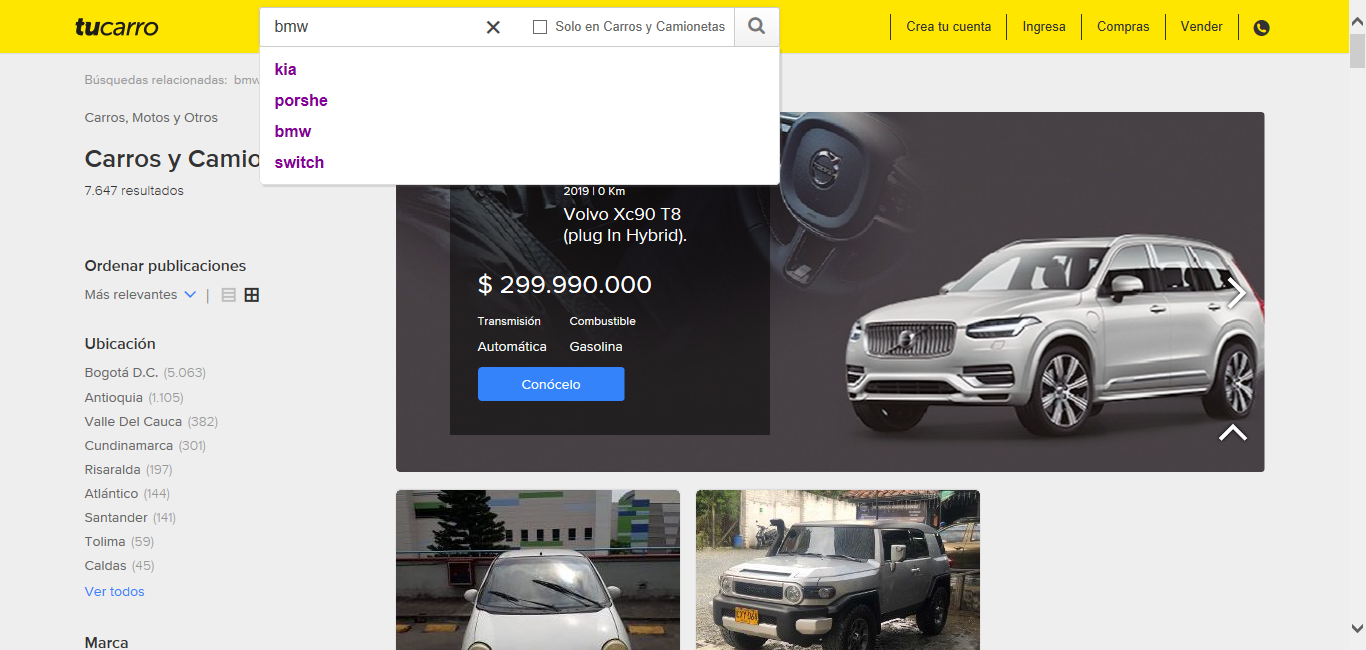 tucarro
bmw
Solo en Carros y Camionetas
Crea tu cuenta
Ingresa
Compras
Vender
kia
porshe
bmw
switch
Búsquedas relacionadas: bmw
Carros, Motos y Otros
Carros y Camio
7.647 resultados
Ordenar publicaciones
Más relevantes
Ubicación
Bogotá D.C. (5.063)
Antioquia (1.105)
Valle Del Cauca (382)
Cundinamarca (301)
Risaralda (197)
Atlántico (144)
Santander (141)
Tolima (59)
Caldas (45)
Ver todos
Marca
2019 | 0 Km
Volvo Xc90 T8
(plug In Hybrid).
$ 299.990.000
Transmisión Combustible
Automática Gasolina
Conócelo